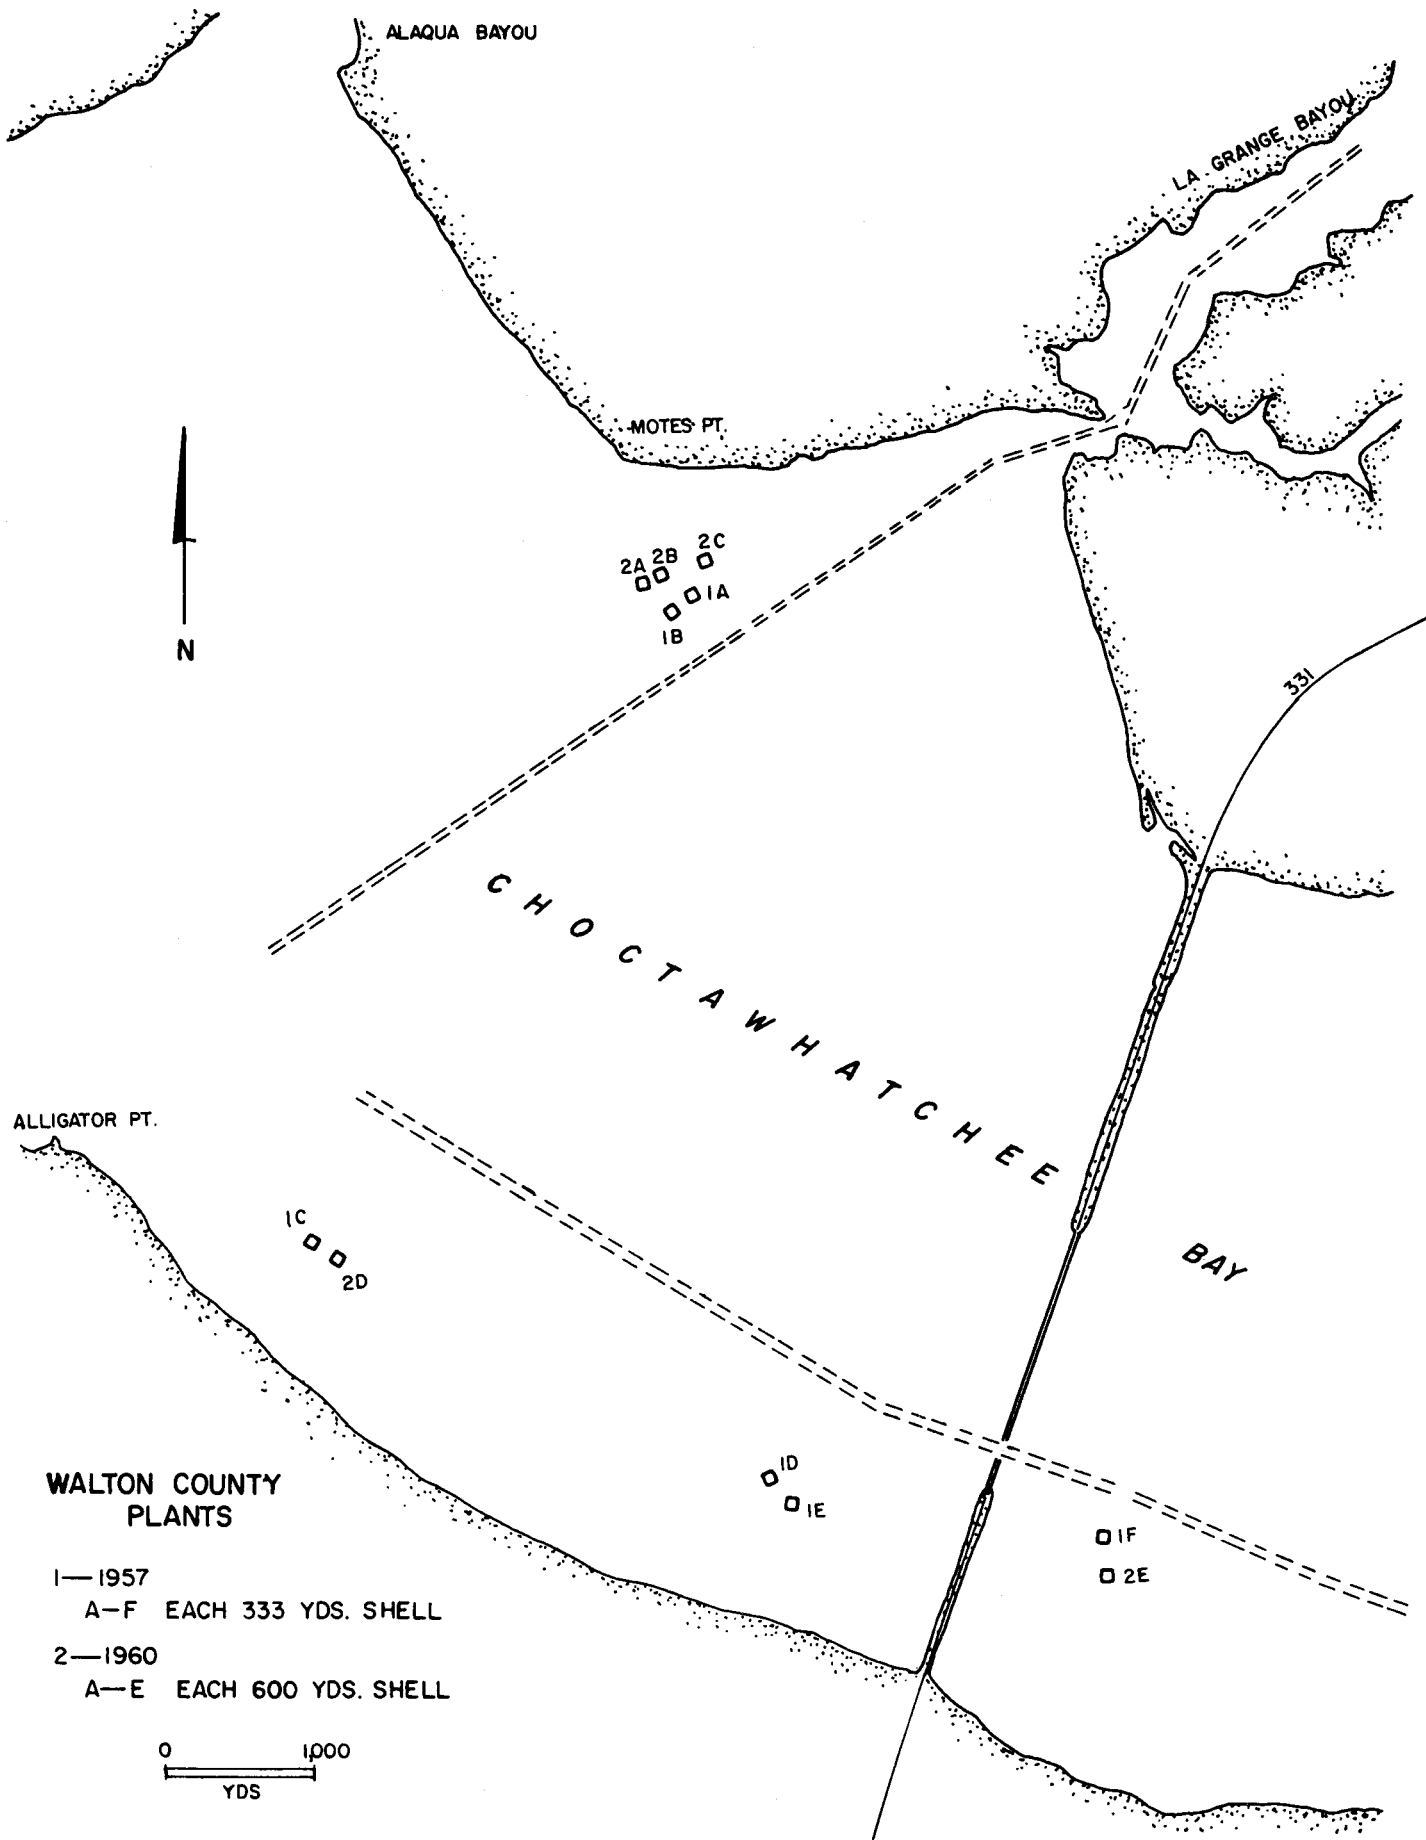 ALAQUA BAYOU
LA GRANGE BAYOU
MOTES PT.
2A
2B
2C
1A
1B
N
331
CHOCTAWHATCHEE
BAY
ALLIGATOR PT.
1C
2D
1D
1E
1F
2E
WALTON COUNTY
PLANTS
1—1957
A—F EACH 333 YDS. SHELL
2—1960
A—E EACH 600 YDS. SHELL
0 1,000
YDS